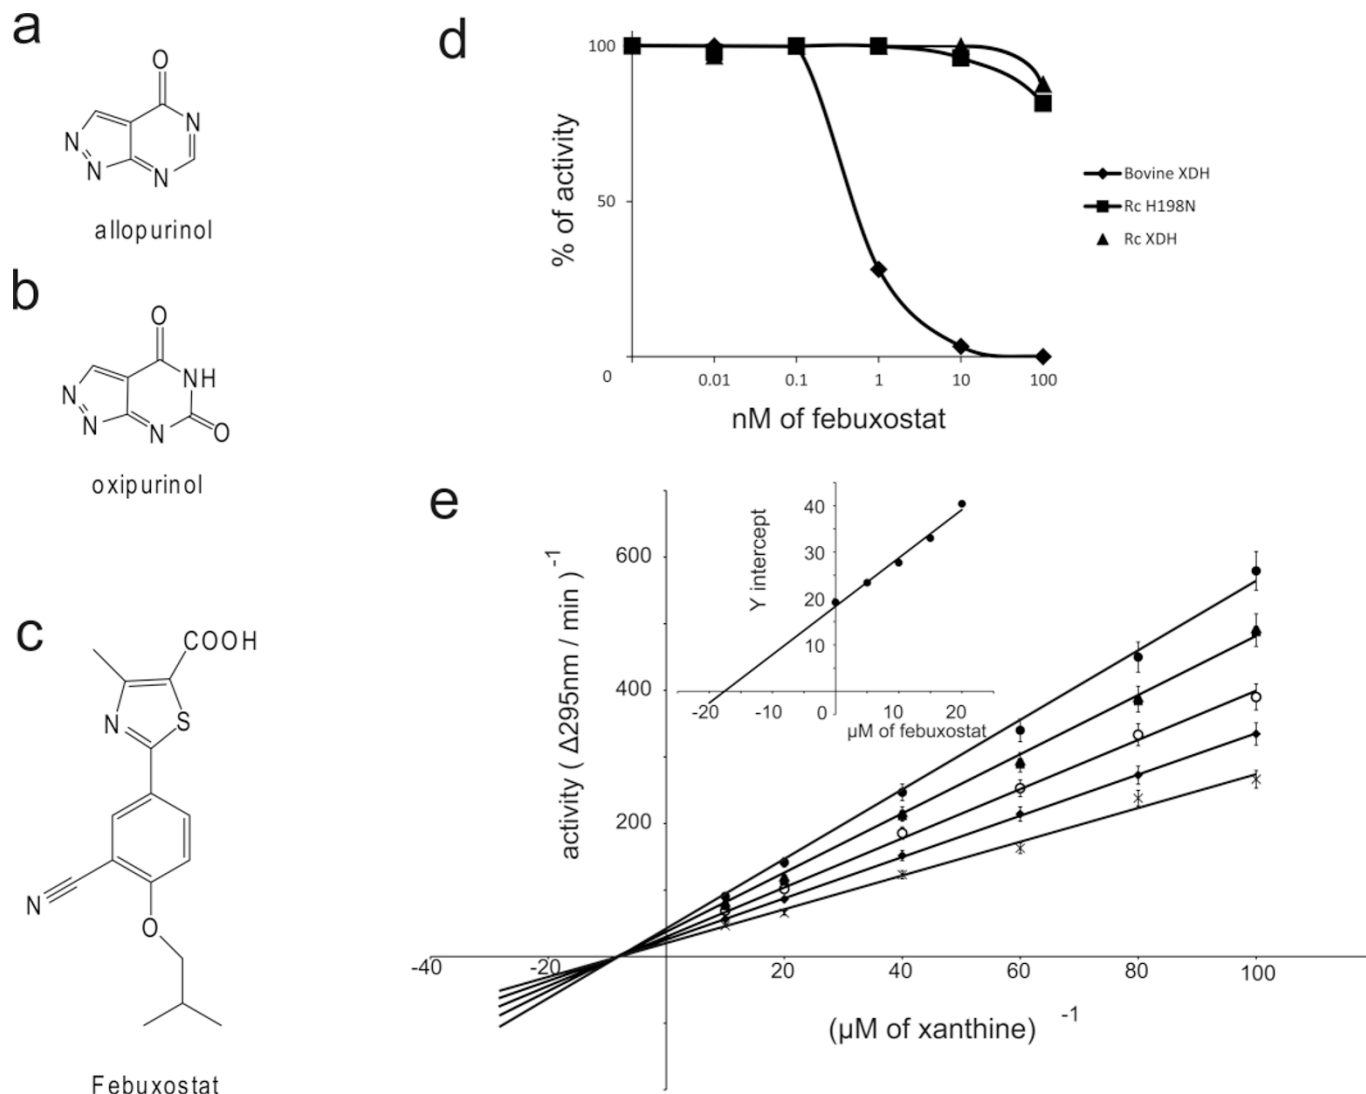 a
O
N
N
N
N
allopurinol
b
O
NH
N
N
N
O
oxipurinol
c
COOH
N
S
N
O
Febuxostat
d
% of activity
100
50
0
0.01
0.1
1
10
100
nM of febuxostat
Bovine XDH
Rc H198N
Rc XDH
e
activity ( Δ295nm / min ) -1
600
400
200
-40
-20
20
40
60
80
100
(μM of xanthine) -1
Y intercept
40
30
20
10
0
-20
-10
10
20
μM of febuxostat